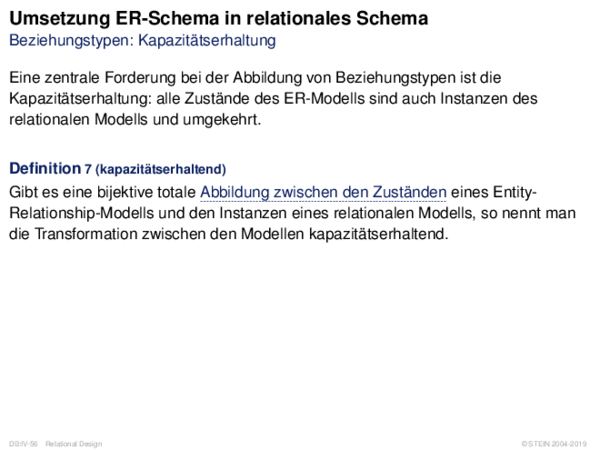 Umsetzung ER-Schema in relationales Schema
Beziehungstypen: Kapazitätserhaltung
Eine zentrale Forderung bei der Abbildung von Beziehungstypen ist die
Kapazitätserhaltung: alle Zustände des ER-Modells sind auch Instanzen des
relationalen Modells und umgekehrt.
Definition 7 (kapazitätserhaltend)
Gibt es eine bijektive totale Abbildung zwischen den Zuständen eines Entity-
Relationship-Modells und den Instanzen eines relationalen Modells, so nennt man
die Transformation zwischen den Modellen kapazitätserhaltend.
DB:IV-56 Relational Design © STEIN 2004-2019